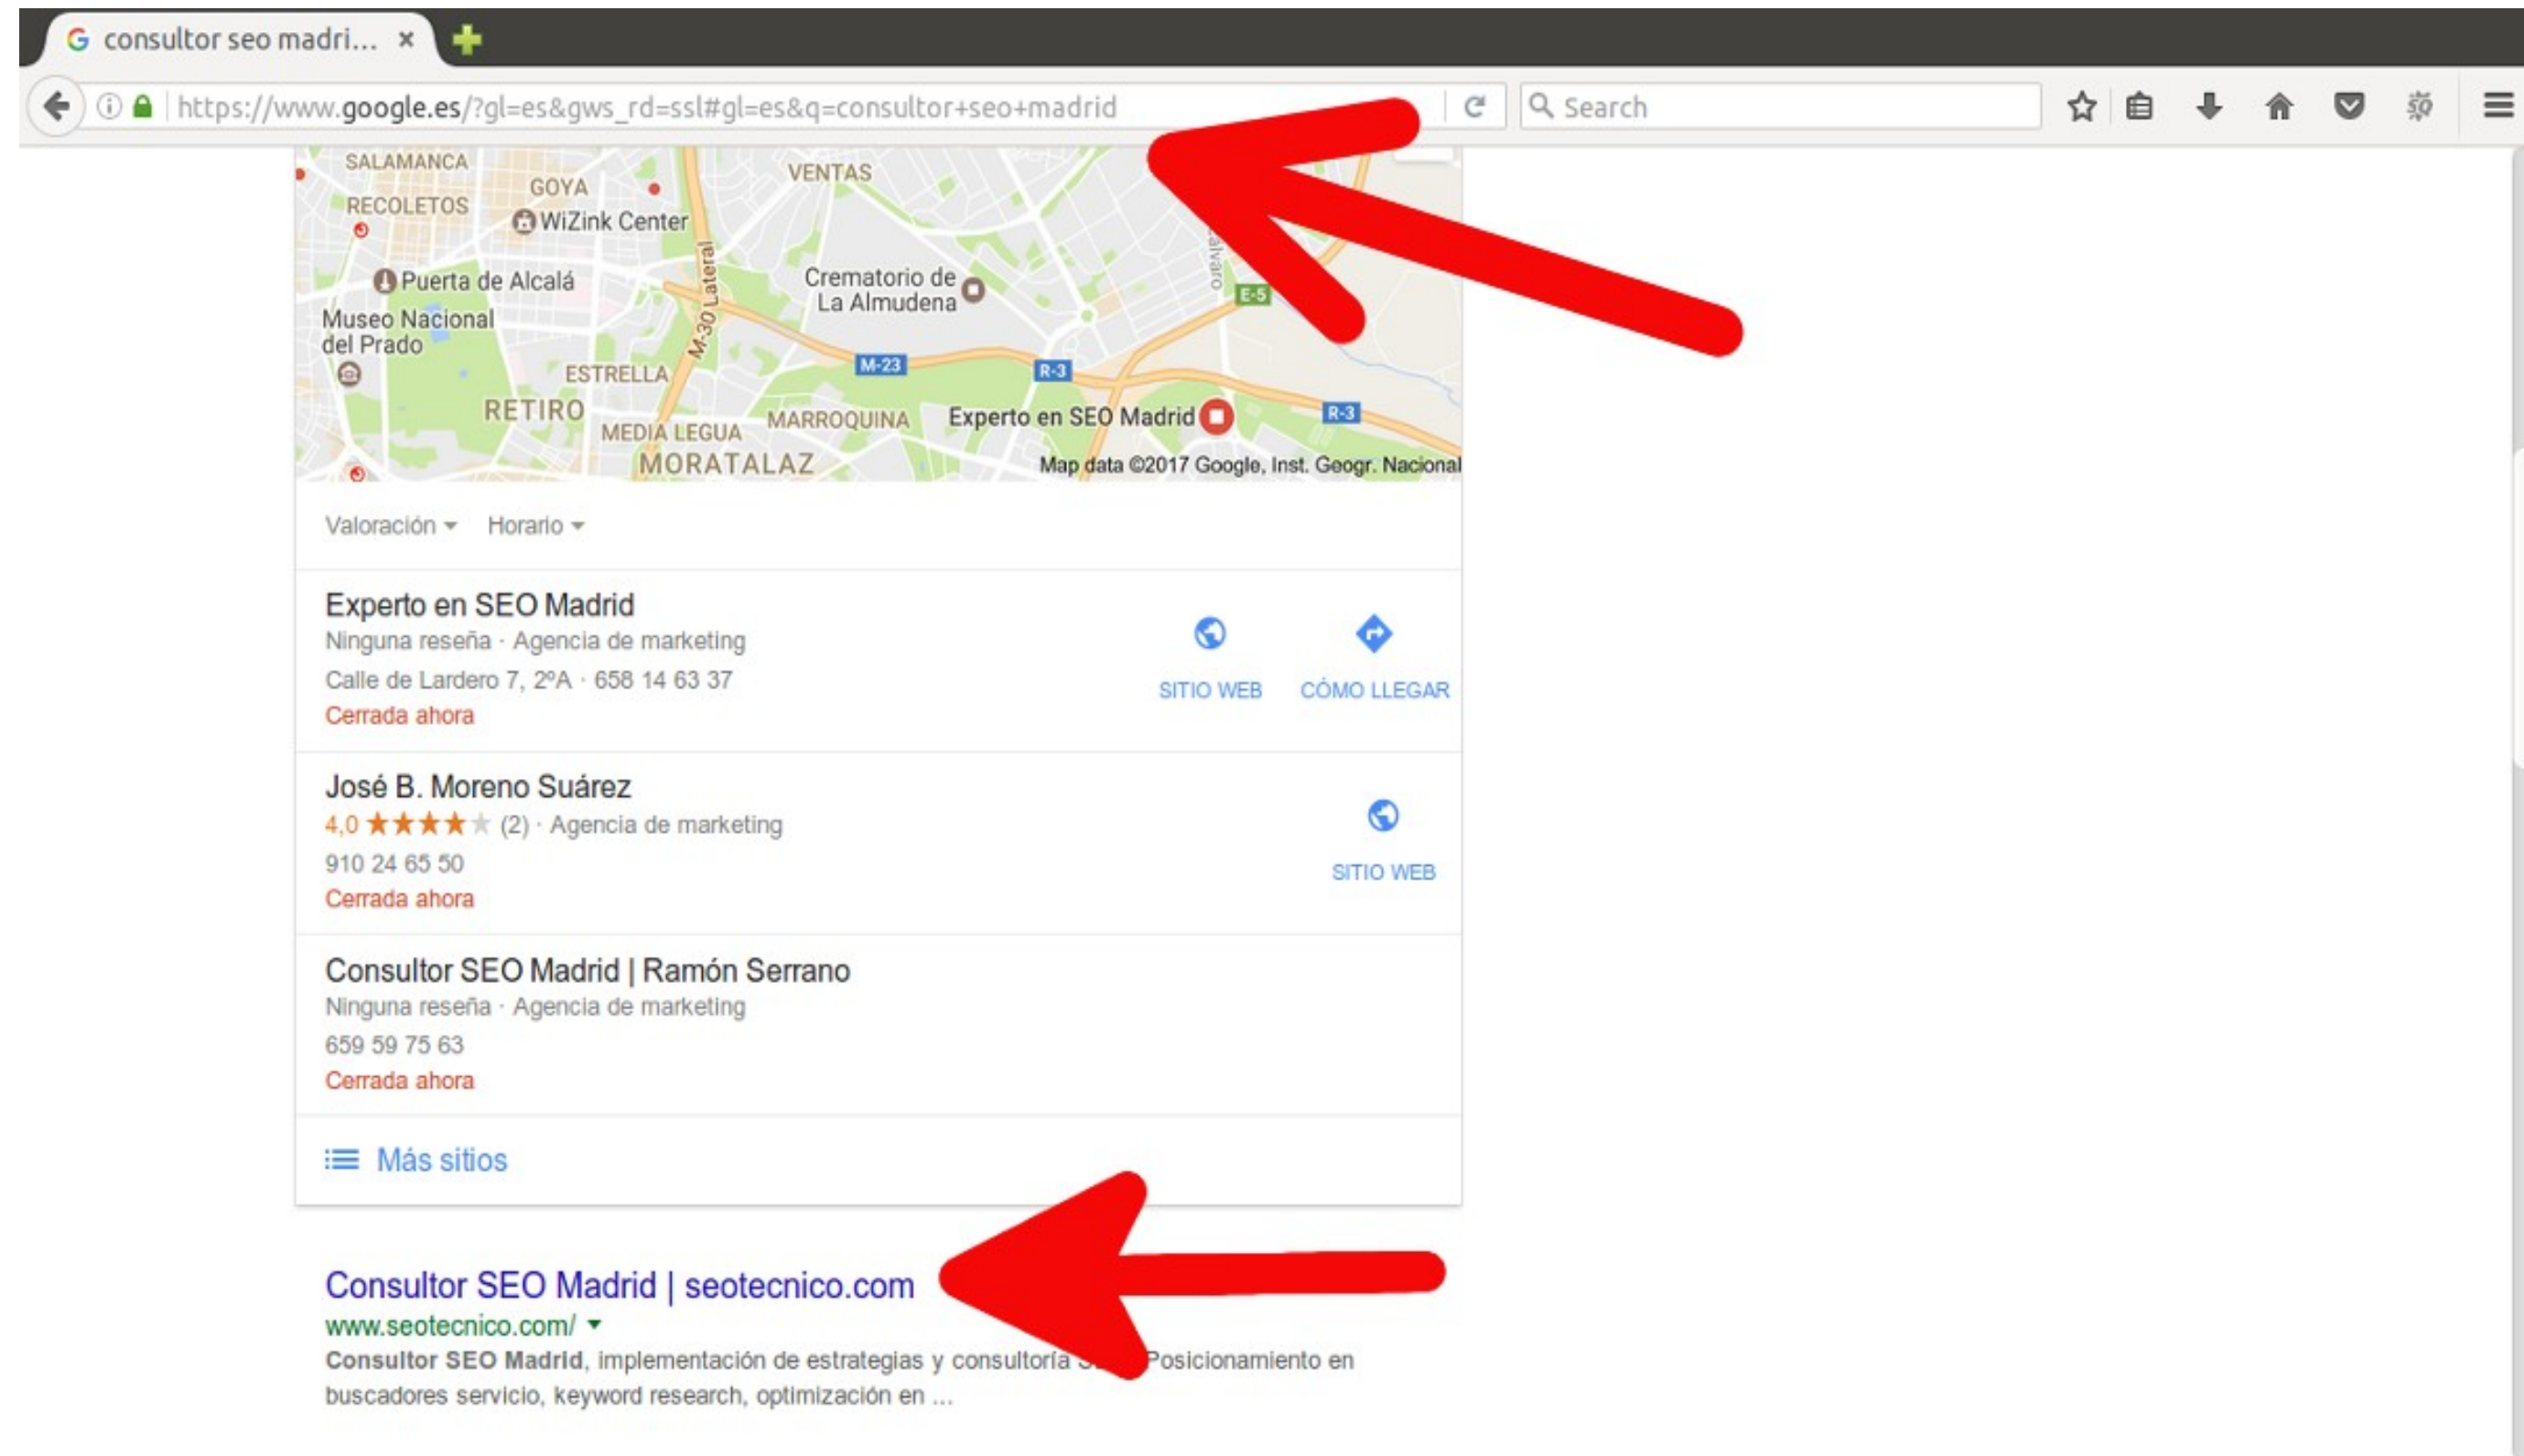 consultor seo madri...
https://www.google.es/?gl=es&gws_rd=ssl#gl=es&q=consultor+seo+madrid
Search
SALAMANCA
GOYA
VENTAS
RECOLETOS
WiZink Center
Puerta de Alcalá
M-30 Lateral
Crematorio de
La Almudena
E-5
Museo Nacional
del Prado
ESTRELLA
M-23
R-3
RETIRO
MEDIA LEGUA
MARROQUINA
Experto en SEO Madrid
R-3
MORATALAZ
Map data ©2017 Google, Inst. Geogr. Nacional
Valoración Horario
Experto en SEO Madrid
Ninguna reseña · Agencia de marketing
Calle de Lardero 7, 2ºA · 658 14 63 37
Cerrada ahora
SITIO WEB
CÓMO LLEGAR
José B. Moreno Suárez
4,0 (2) · Agencia de marketing
910 24 65 50
Cerrada ahora
SITIO WEB
Consultor SEO Madrid | Ramón Serrano
Ninguna reseña · Agencia de marketing
659 59 75 63
Cerrada ahora
Más sitios
Consultor SEO Madrid | seotecnico.com
www.seotecnico.com/
Consultor SEO Madrid, implementación de estrategias y consultoría Posicionamiento en
buscadores servicio, keyword research, optimización en ...